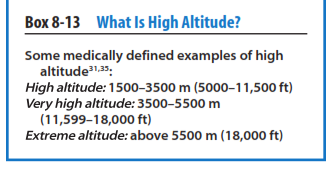 Box 8-13 What Is High Altitude?
Some medically defined examples of high
altitude31,35:
High altitude: 1500–3500 m (5000–11,500 ft)
Very high altitude: 3500–5500 m
(11,599–18,000 ft)
Extreme altitude: above 5500 m (18,000 ft)